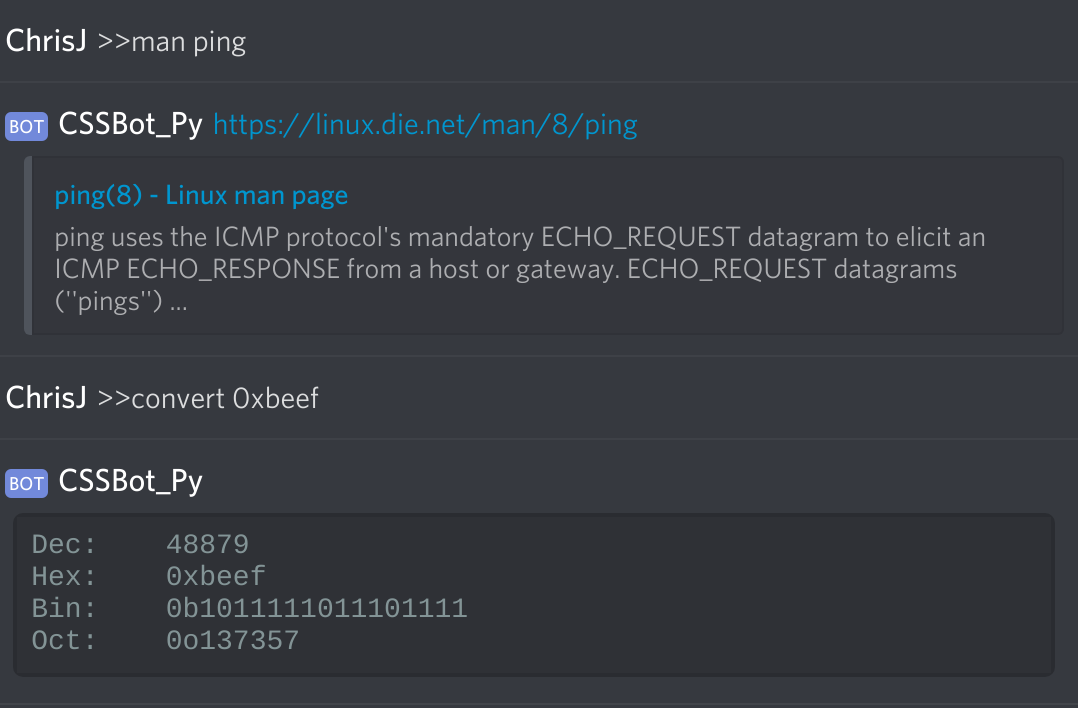 ChrisJ >>man ping
BOT CSSBot_Py https://linux.die.net/man/8/ping
ping(8) - Linux man page
ping uses the ICMP protocol's mandatory ECHO_REQUEST datagram to elicit an
ICMP ECHO_RESPONSE from a host or gateway. ECHO_REQUEST datagrams
(''pings'') ...
ChrisJ >>convert 0xbeef
BOT CSSBot_Py
Dec: 48879
Hex: 0xbeef
Bin: 0b1011111011101111
Oct: 0o137357